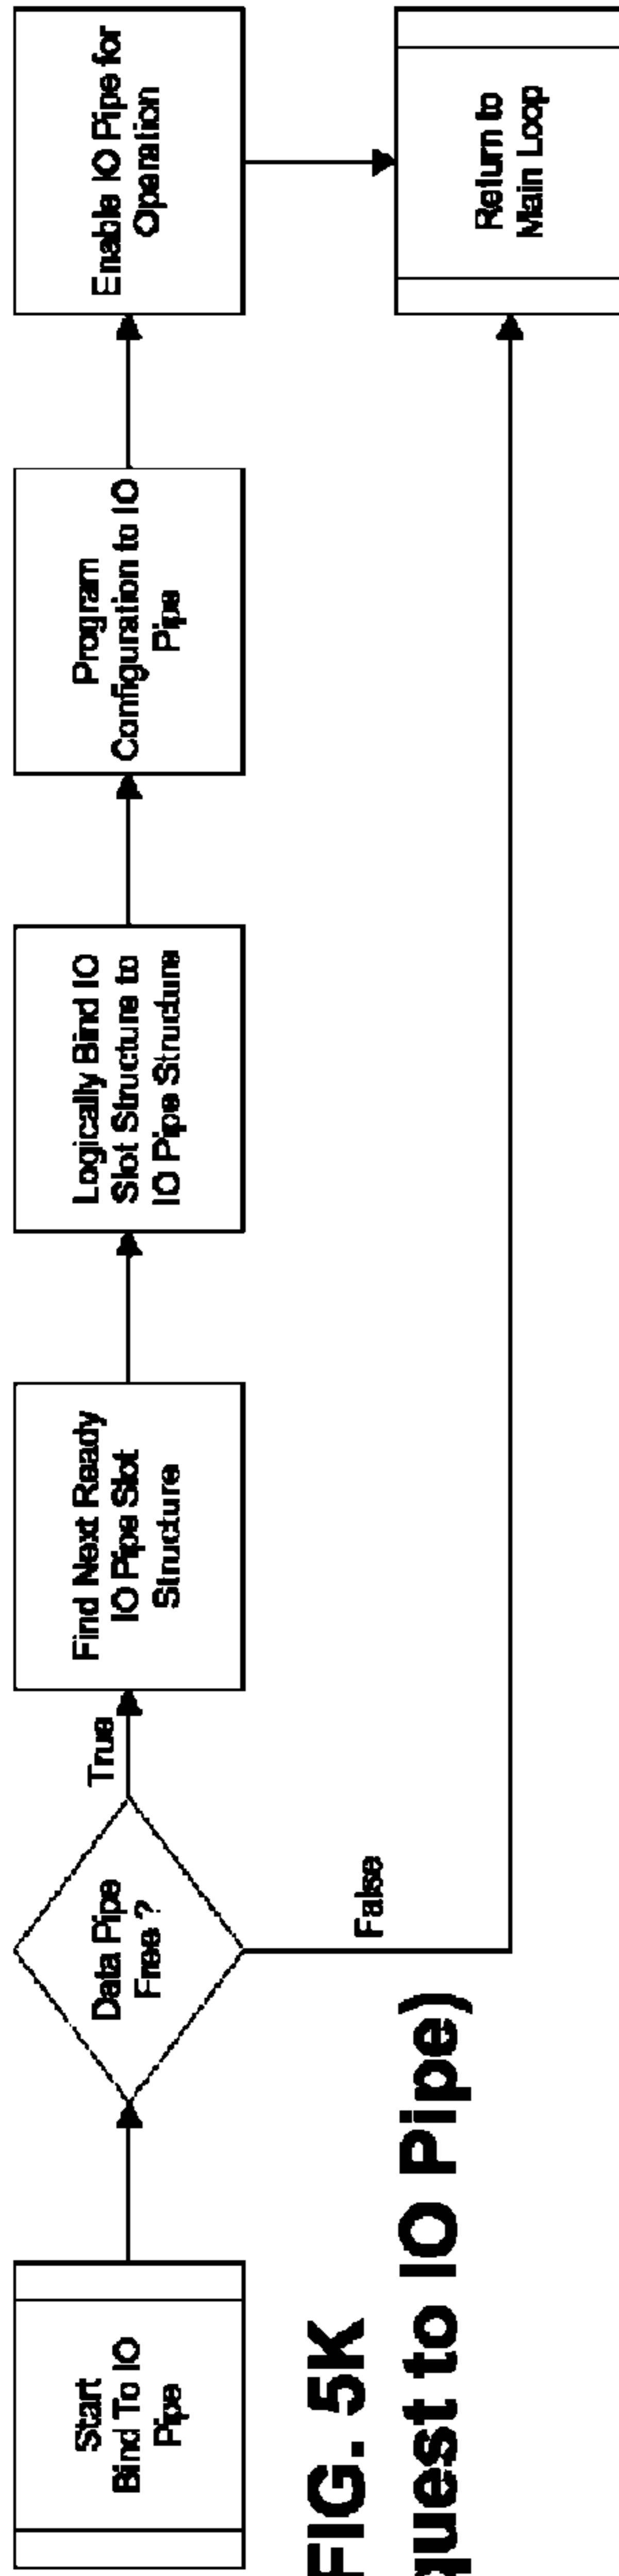 Start
Bind To IO
Pipe
Data Pipe
Free ?
True
False
Find Next Ready
IO Pipe Slot
Structure
Logically Bind IO
Slot Structure to
IO Pipe Structure
Program
Configuration to IO
Pipe
Enable IO Pipe for
Operation
Return to
Main Loop
FIG. 5K
to IO Pipe)